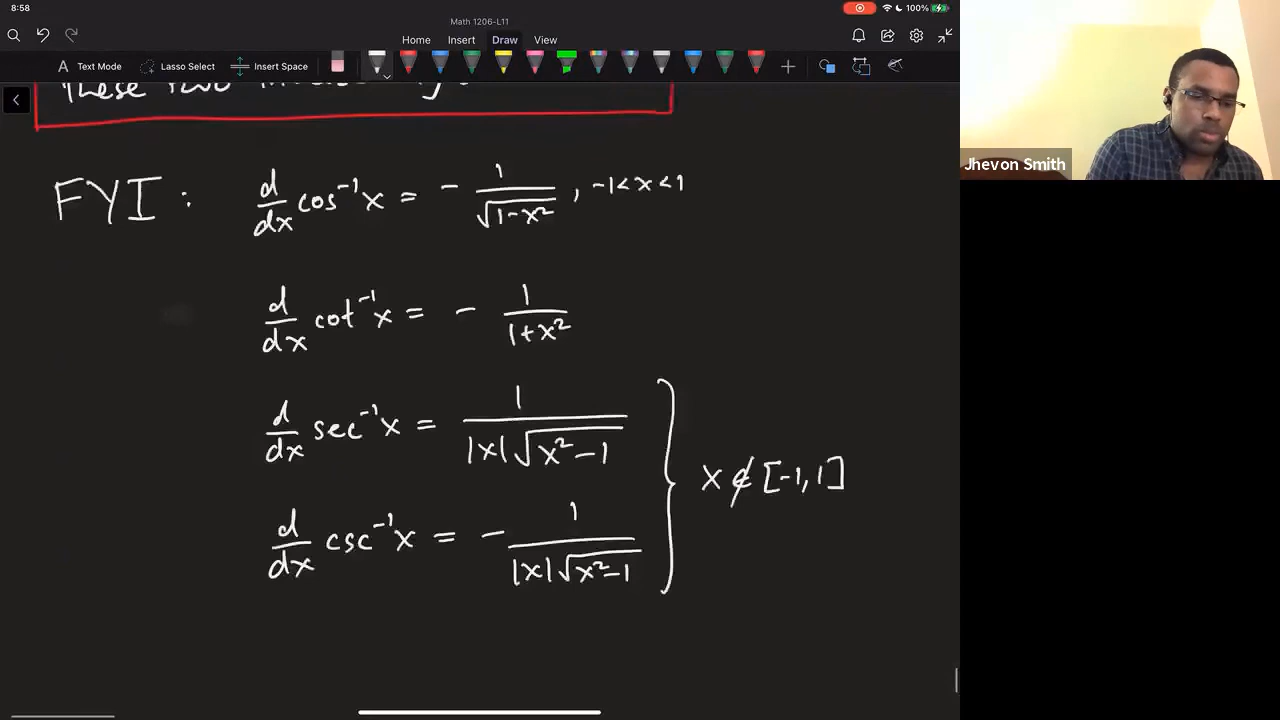 8:58
100%
Math 1206-L11
Home Insert Draw View
Text Mode Lasso Select Insert Space
These two
Jhevon Smith
FYI: d/dx cos⁻¹x = - 1/√(1-x²), -1<x<1
d/dx cot⁻¹x = - 1/(1+x²)
d/dx sec⁻¹x = 1/(|x|√(x²-1))
x ∉ [-1,1]
d/dx csc⁻¹x = - 1/(|x|√(x²-1))